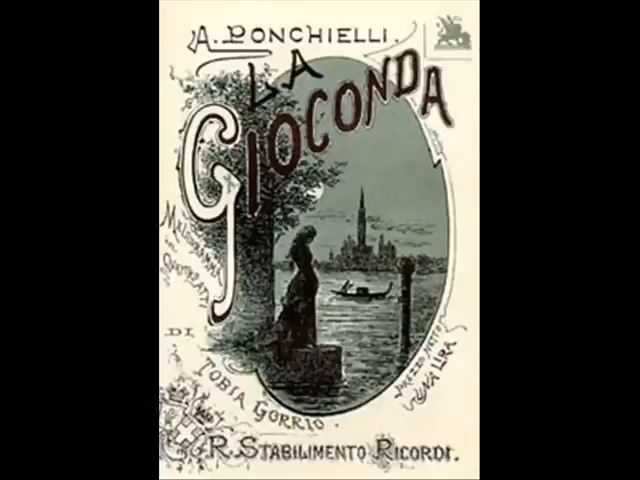 A. PONCHIELLI.
LA
GIOCONDA
MELODRAMMA
IN
QUATTRO ATTI
DI
TOBIA GORRIO.
PREZZO NETTO
UNA LIRA
R. STABILIMENTO RICORDI.